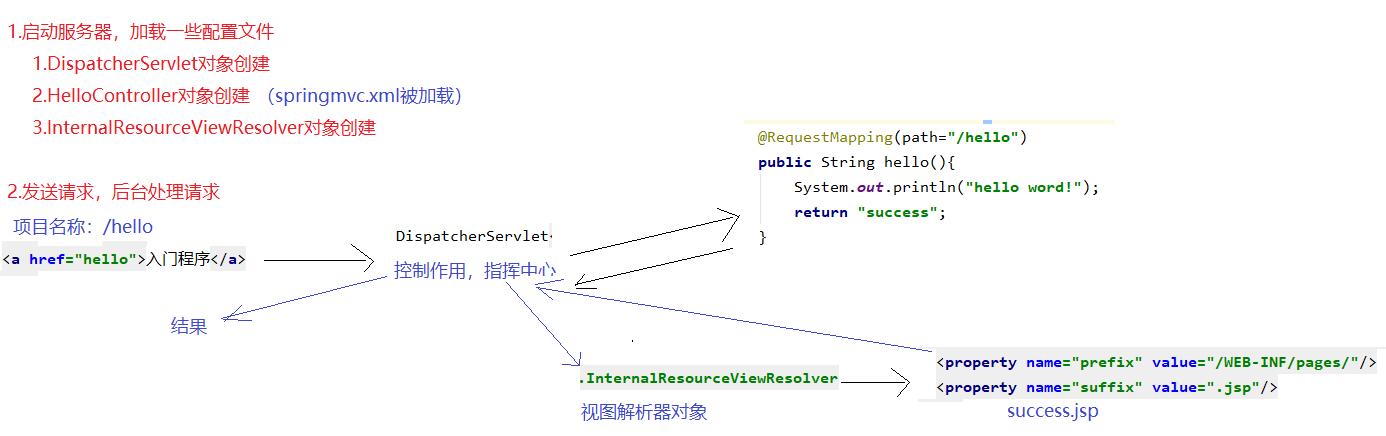 1.启动服务器，加载一些配置文件
1.DispatcherServlet对象创建
2.HelloController对象创建 （springmvc.xml被加载）
3.InternalResourceViewResolver对象创建
2.发送请求，后台处理请求
项目名称：/hello
<a href="hello">入门程序</a>
DispatcherServlet
控制作用，指挥中心
结果
@RequestMapping(path="/hello")
public String hello(){
System.out.println("hello word!");
return "success";
}
.InternalResourceViewResolver
视图解析器对象
<property name="prefix" value="/WEB-INF/pages/"/>
<property name="suffix" value=".jsp"/>
success.jsp